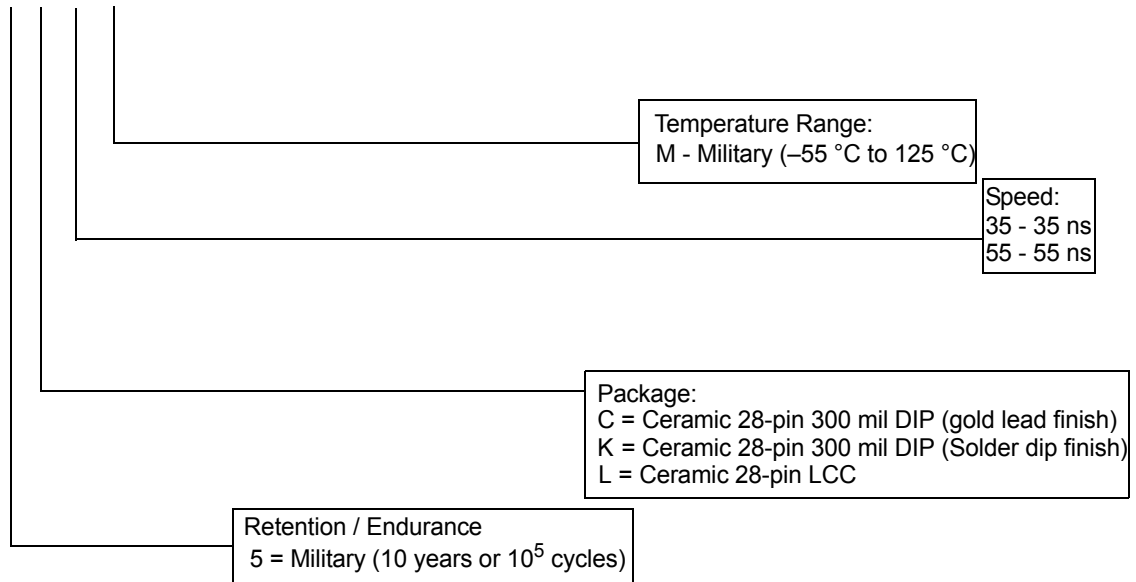 Temperature Range:
M - Military (–55 °C to 125 °C)
Speed:
35 - 35 ns
55 - 55 ns
Package:
C = Ceramic 28-pin 300 mil DIP (gold lead finish)
K = Ceramic 28-pin 300 mil DIP (Solder dip finish)
L = Ceramic 28-pin LCC
Retention / Endurance
5 = Military (10 years or 10⁵ cycles)